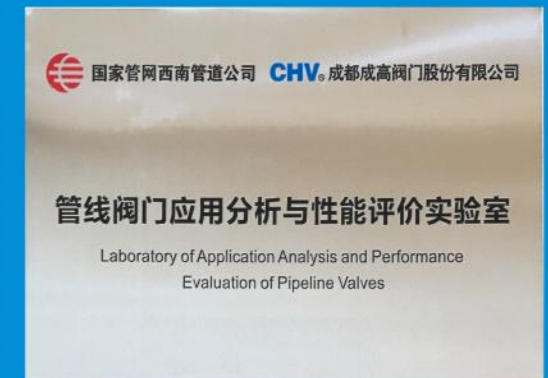 国家管网西南管道公司 CHV® 成都成高阀门股份有限公司
管线阀门应用分析与性能评价实验室
Laboratory of Application Analysis and Performance
Evaluation of Pipeline Valves